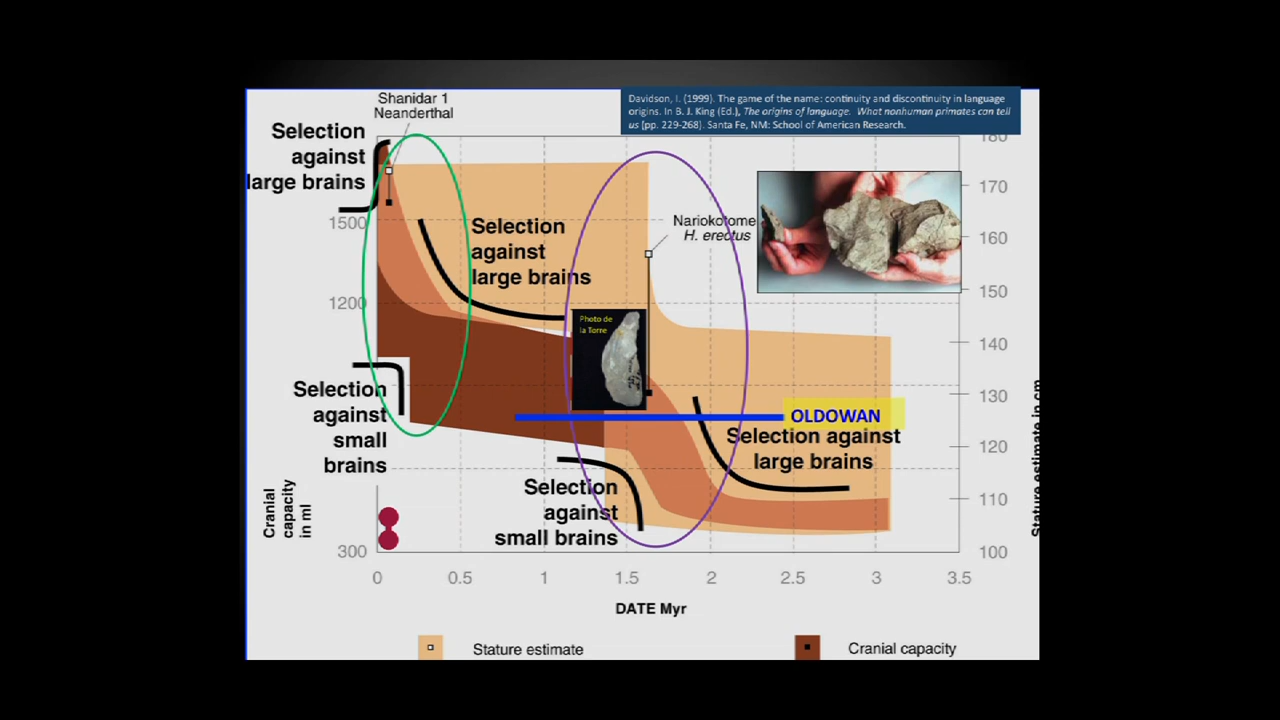 Shanidar 1
Neanderthal
Davidson, I. (1999). The game of the name: continuity and discontinuity in language
origins. In B. J. King (Ed.), The origins of language. What nonhuman primates can tell
us (pp. 229-268). Santa Fe, NM: School of American Research.
Selection
against
large brains
180
170
160
150
140
130
120
110
100
1500
1200
300
Selection
against
large brains
Nariokotome
H. erectus
Photo de
la Torre
OLDOWAN
Selection against
large brains
Selection
against
small
brains
Selection
against
small brains
Cranial
capacity
in ml
Stature estimate in cm
0
0.5
1
1.5
2
2.5
3
3.5
DATE Myr
Stature estimate
Cranial capacity